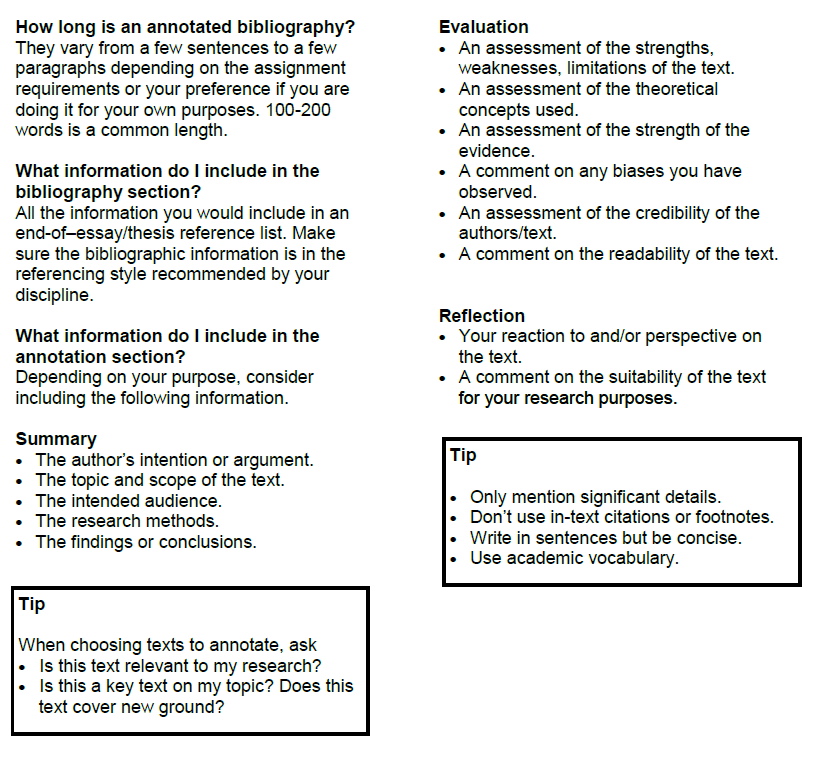 How long is an annotated bibliography?
They vary from a few sentences to a few
paragraphs depending on the assignment
requirements or your preference if you are
doing it for your own purposes. 100-200
words is a common length.
What information do I include in the
bibliography section?
All the information you would include in an
end-of–essay/thesis reference list. Make
sure the bibliographic information is in the
referencing style recommended by your
discipline.
What information do I include in the
annotation section?
Depending on your purpose, consider
including the following information.
Summary
• The author’s intention or argument.
• The topic and scope of the text.
• The intended audience.
• The research methods.
• The findings or conclusions.
Tip
When choosing texts to annotate, ask
• Is this text relevant to my research?
• Is this a key text on my topic? Does this
text cover new ground?
Evaluation
• An assessment of the strengths,
weaknesses, limitations of the text.
• An assessment of the theoretical
concepts used.
• An assessment of the strength of the
evidence.
• A comment on any biases you have
observed.
• An assessment of the credibility of the
authors/text.
• A comment on the readability of the text.
Reflection
• Your reaction to and/or perspective on
the text.
• A comment on the suitability of the text
for your research purposes.
Tip
• Only mention significant details.
• Don’t use in-text citations or footnotes.
• Write in sentences but be concise.
• Use academic vocabulary.